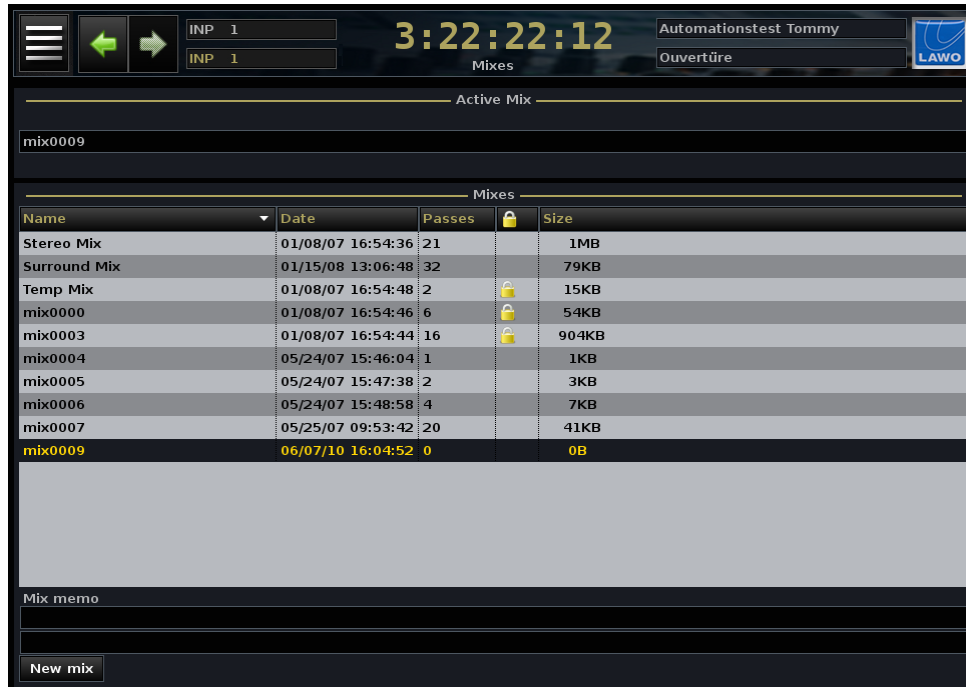 INP 1
INP 1
3:22:22:12
Mixes
Automationstest Tommy
Ouvertüre
LAWO
Active Mix
mix0009
Mixes
Name Date Passes Size
Stereo Mix 01/08/07 16:54:36 21 1MB
Surround Mix 01/15/08 13:06:48 32 79KB
Temp Mix 01/08/07 16:54:48 2 15KB
mix0000 01/08/07 16:54:46 6 54KB
mix0003 01/08/07 16:54:44 16 904KB
mix0004 05/24/07 15:46:04 1 1KB
mix0005 05/24/07 15:47:38 2 3KB
mix0006 05/24/07 15:48:58 4 7KB
mix0007 05/25/07 09:53:42 20 41KB
mix0009 06/07/10 16:04:52 0 0B
Mix memo
New mix